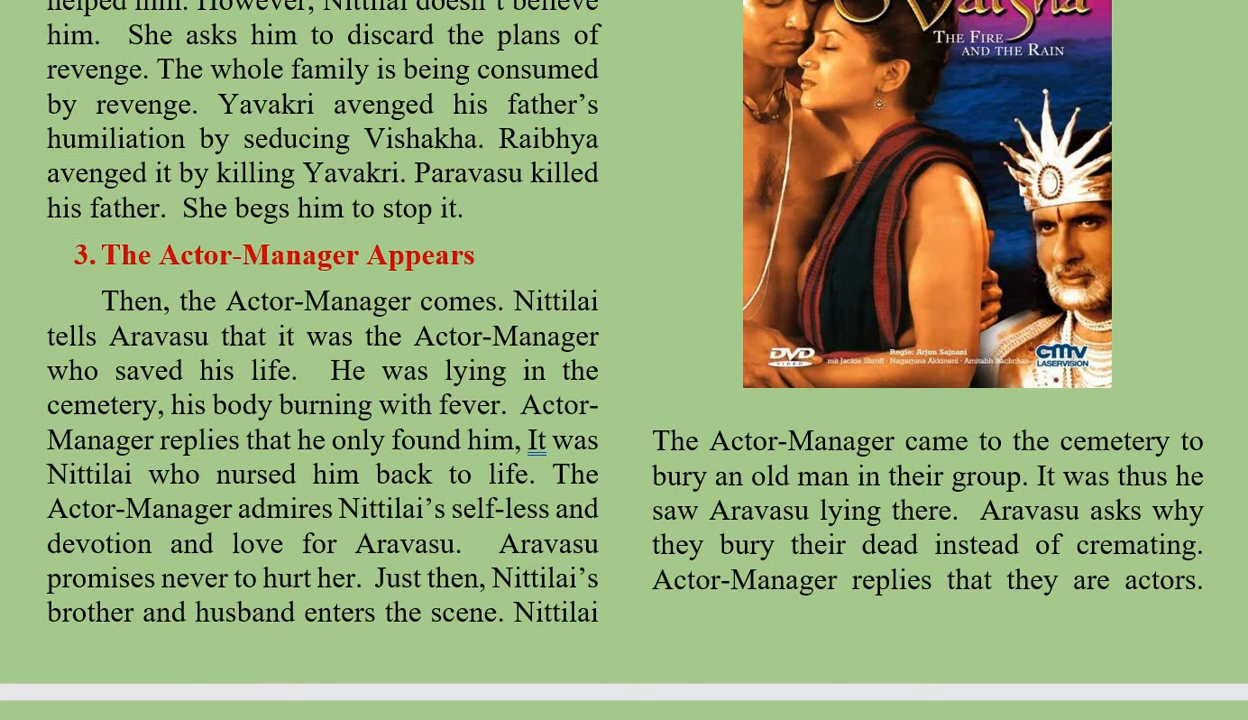 helped him. However, Nittilai doesn't believe
him. She asks him to discard the plans of
revenge. The whole family is being consumed
by revenge. Yavakri avenged his father's
humiliation by seducing Vishakha. Raibhya
avenged it by killing Yavakri. Paravasu killed
his father. She begs him to stop it.
3. The Actor-Manager Appears
Then, the Actor-Manager comes. Nittilai
tells Aravasu that it was the Actor-Manager
who saved his life. He was lying in the
cemetery, his body burning with fever. Actor-
Manager replies that he only found him, It was
Nittilai who nursed him back to life. The
Actor-Manager admires Nittilai's self-less and
devotion and love for Aravasu. Aravasu
promises never to hurt her. Just then, Nittilai's
brother and husband enters the scene. Nittilai
THE FIRE
AND THE RAIN
DVD
VIDEO
Regie: Arjun Sajnani
mit Jackie Shroff · Nagarjuna Akkineni · Amitabh Bachchan
cmv
LASERVISION
The Actor-Manager came to the cemetery to
bury an old man in their group. It was thus he
saw Aravasu lying there. Aravasu asks why
they bury their dead instead of cremating.
Actor-Manager replies that they are actors.